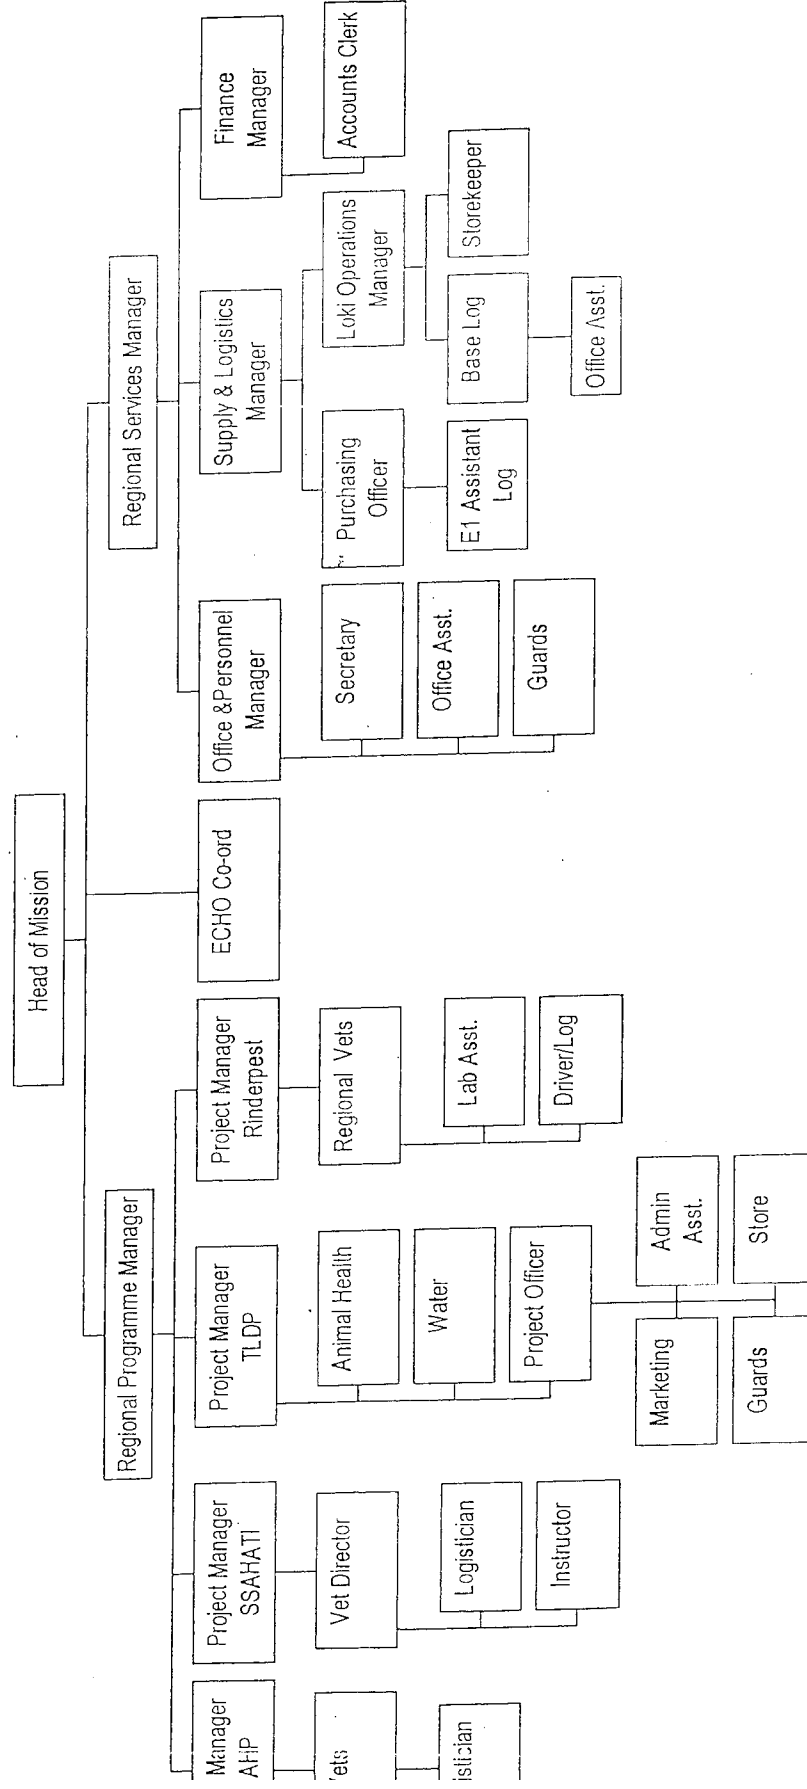 Head of Mission
Regional Programme Manager
Regional Services Manager
Manager
AHP
Project Manager
SSAHATI
Project Manager
TLDP
Project Manager
Rinderpest
ECHO Co-ord
Office &Personnel
Manager
Supply & Logistics
Manager
Finance
Manager
Vets
Vet Director
Animal Health
Regional Vets
Secretary
Purchasing
Officer
Loki Operations
Manager
Accounts Clerk
Logistician
Water
Lab Asst.
Office Asst.
E1 Assistant
Log
Base Log
Storekeeper
Instructor
Project Officer
Driver/Log
Guards
Office Asst.
Marketing
Admin
Asst.
Guards
Store